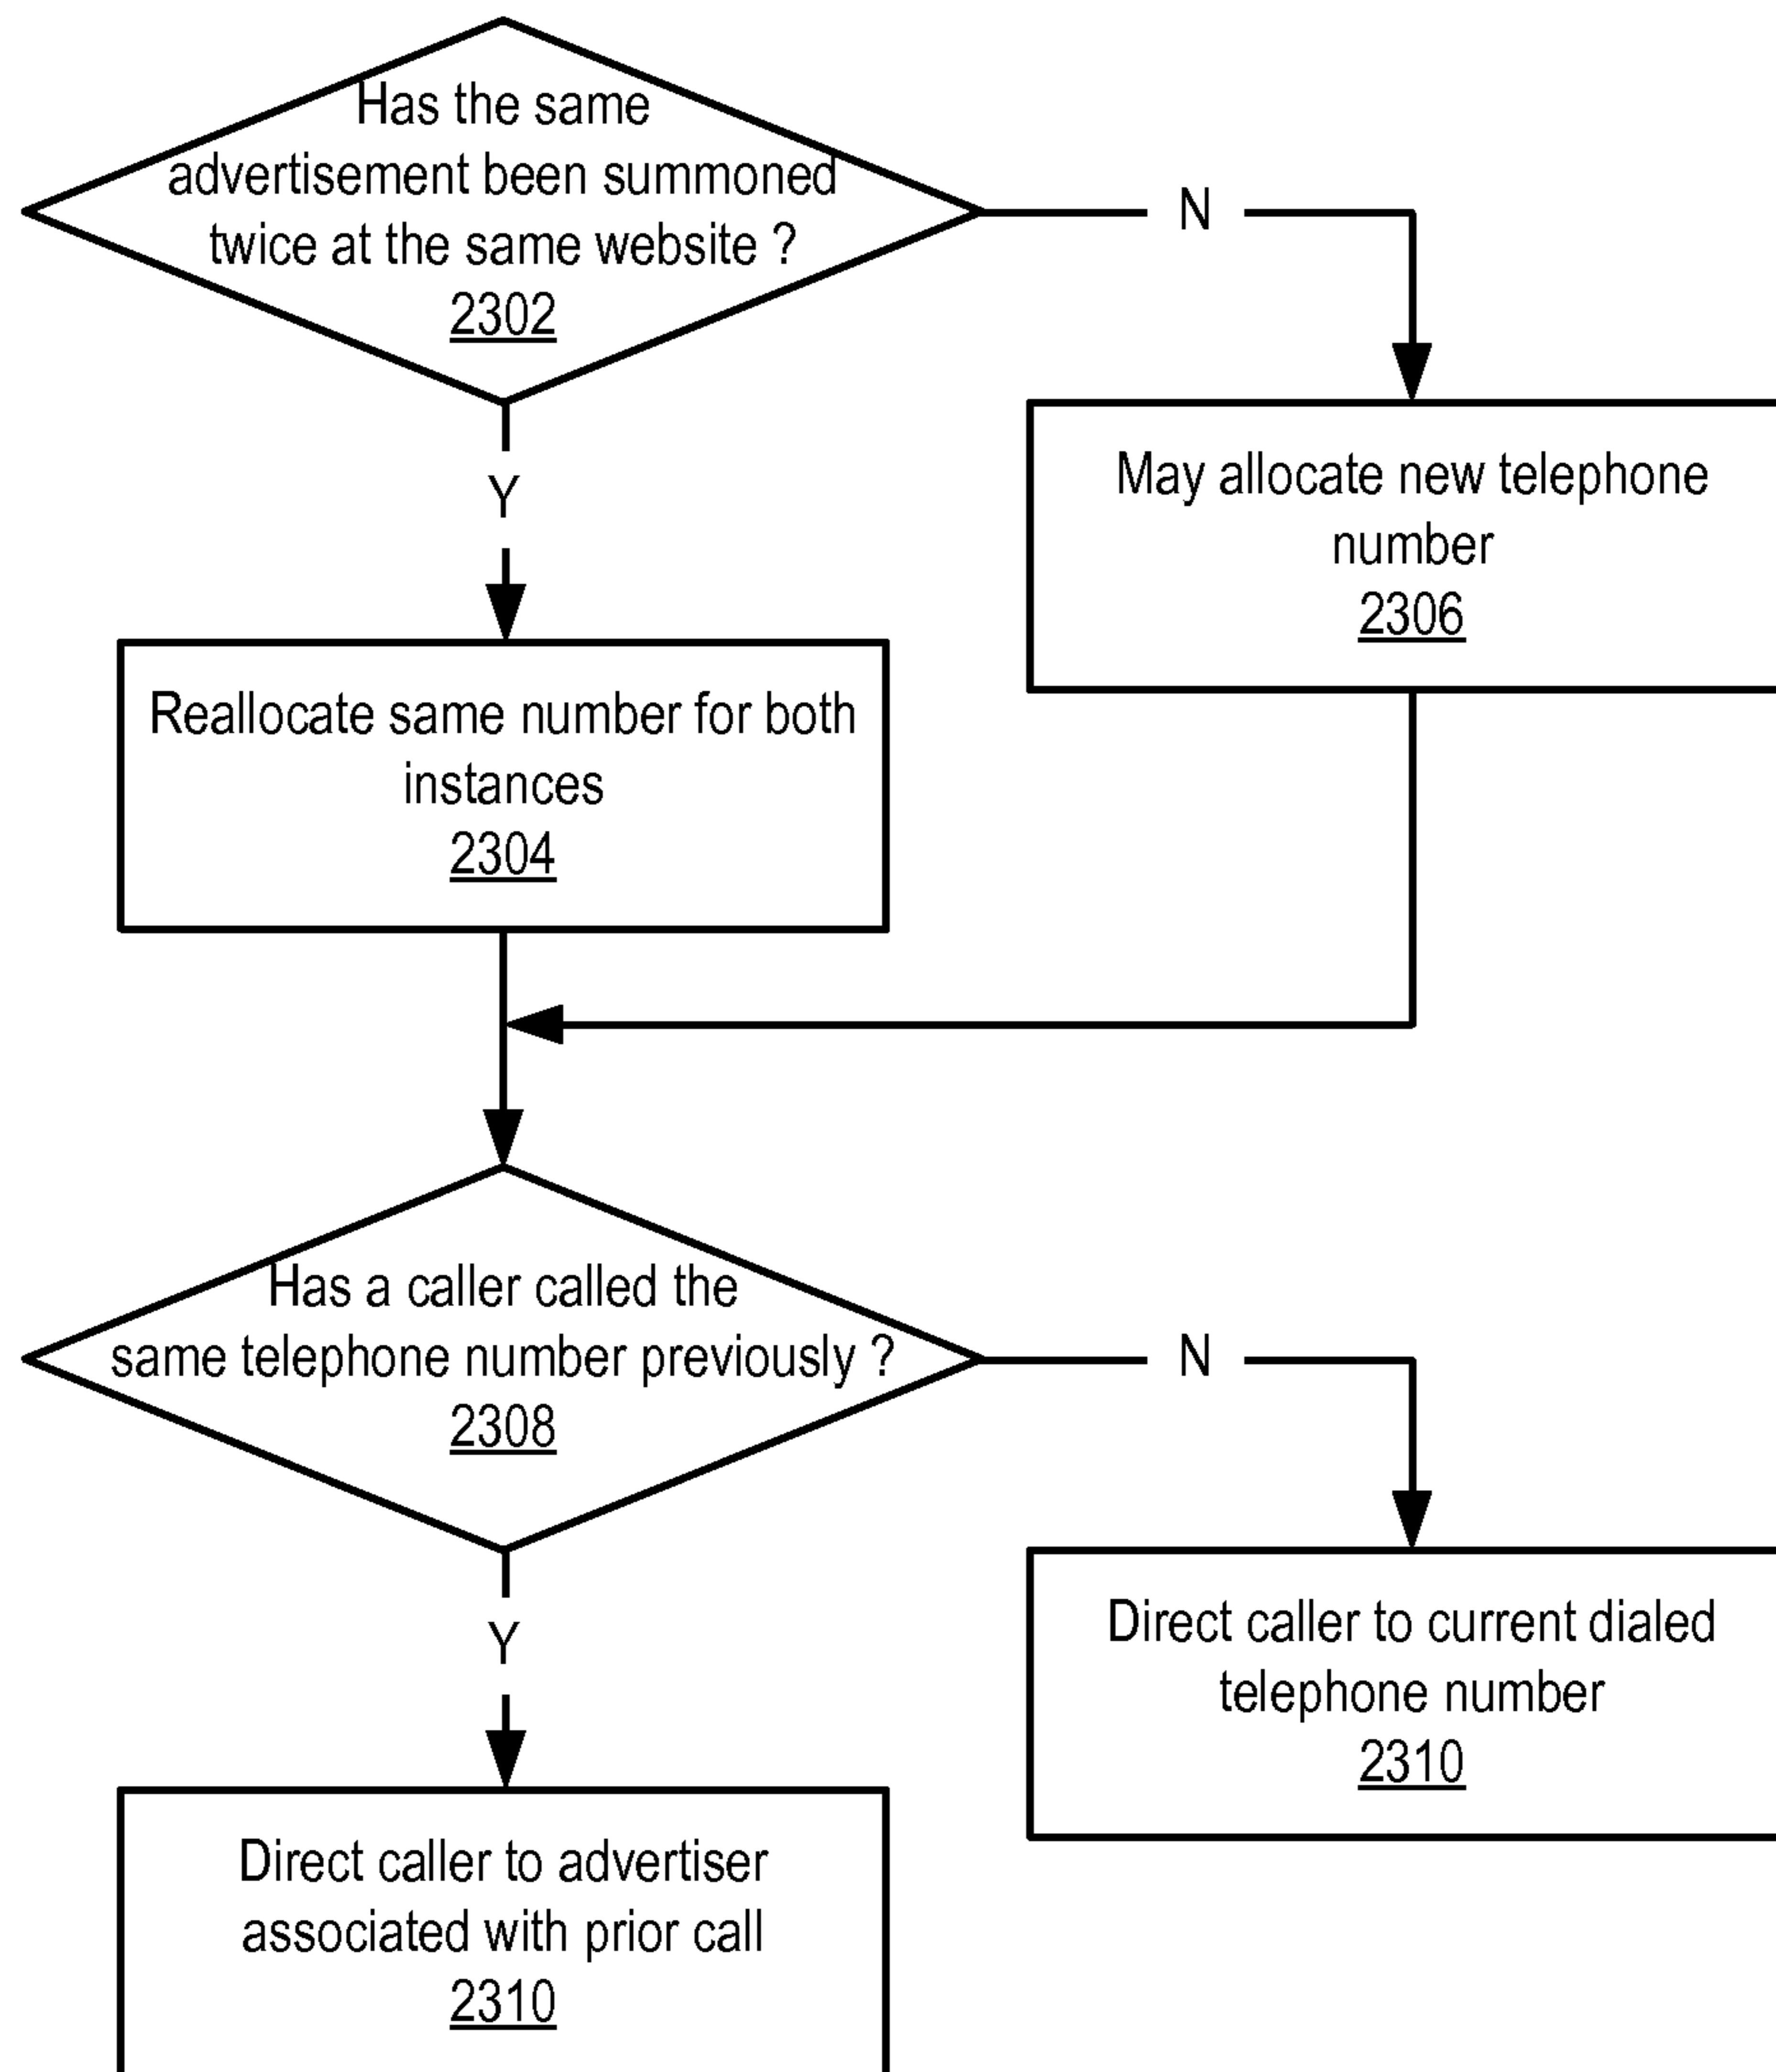 Has the same
advertisement been summoned
twice at the same website ?
2302
N
Y
May allocate new telephone
number
2306
Reallocate same number for both
instances
2304
Has a caller called the
same telephone number previously ?
2308
N
Y
Direct caller to current dialed
telephone number
2310
Direct caller to advertiser
associated with prior call
2310